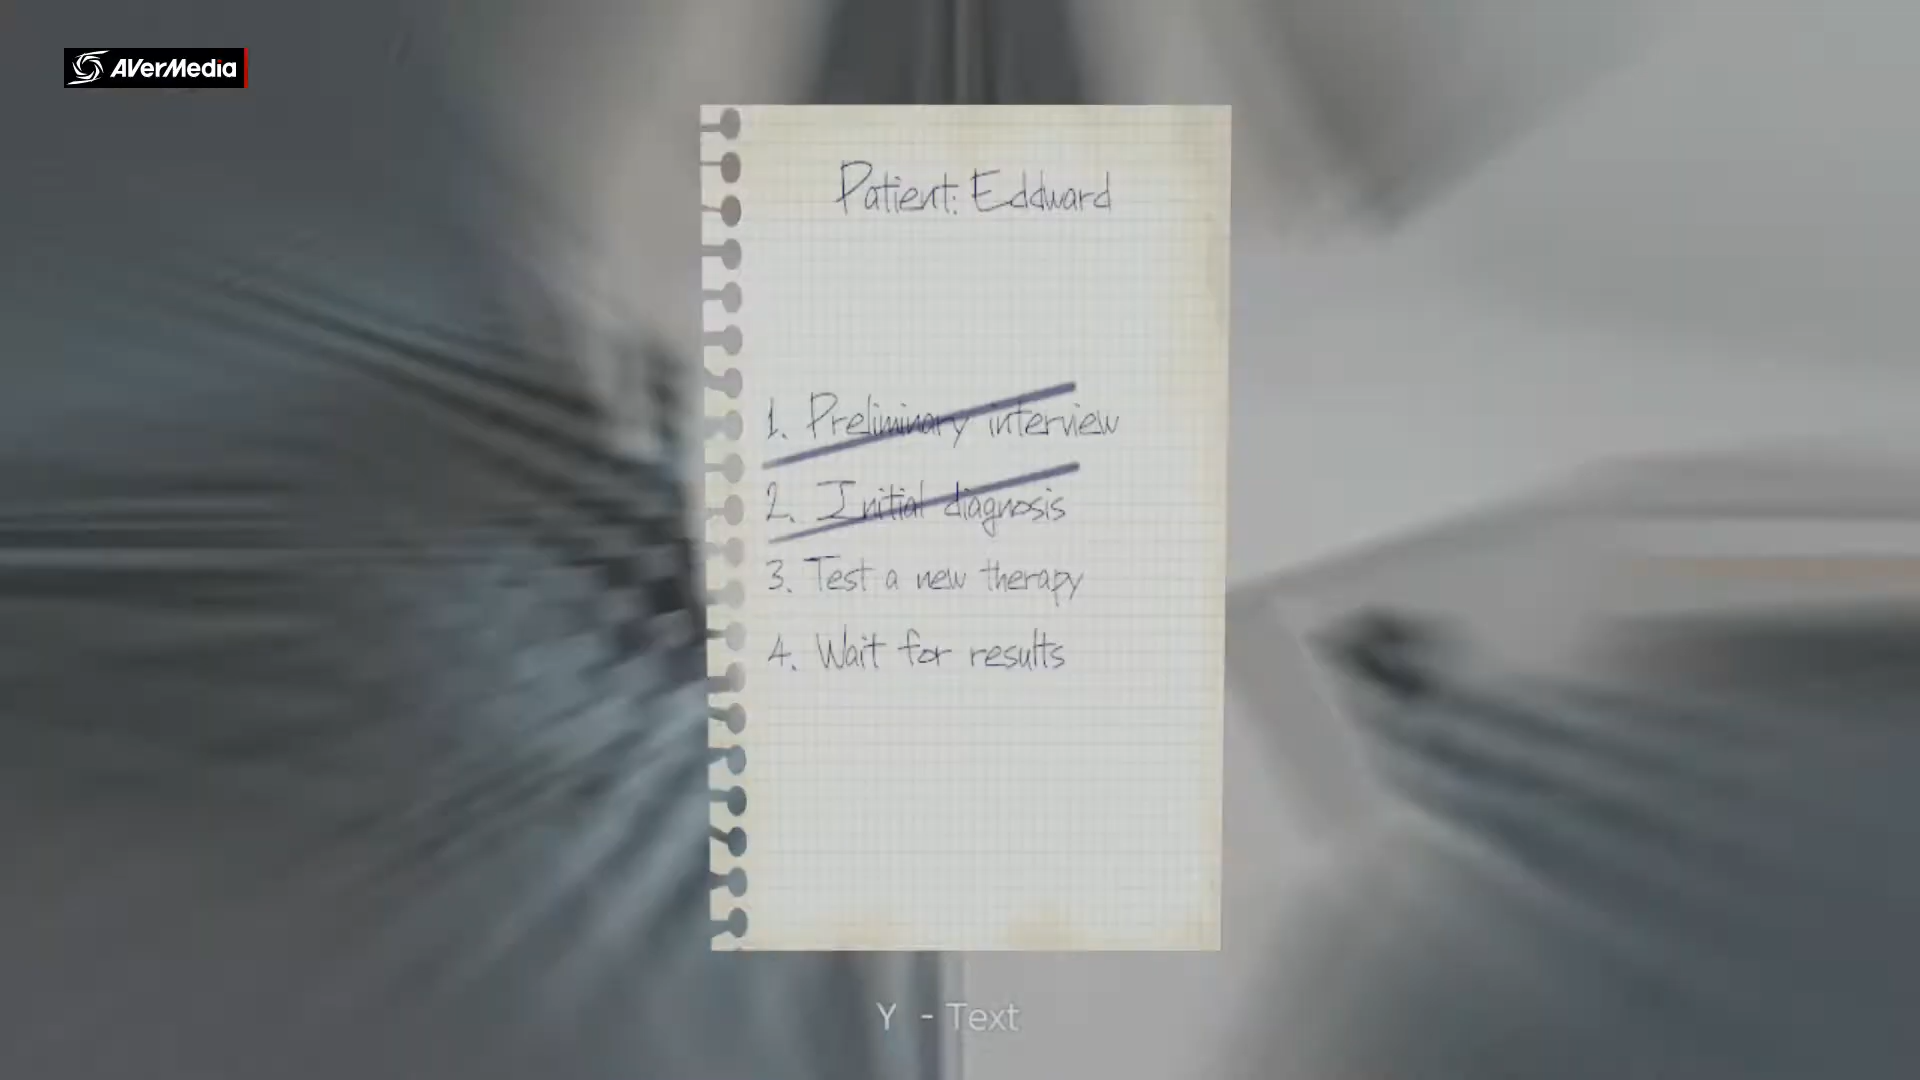 AVerMedia
Patient: Eddward
1. Preliminary interview
2. Initial diagnosis
3. Test a new therapy
4. Wait for results
Y - Text